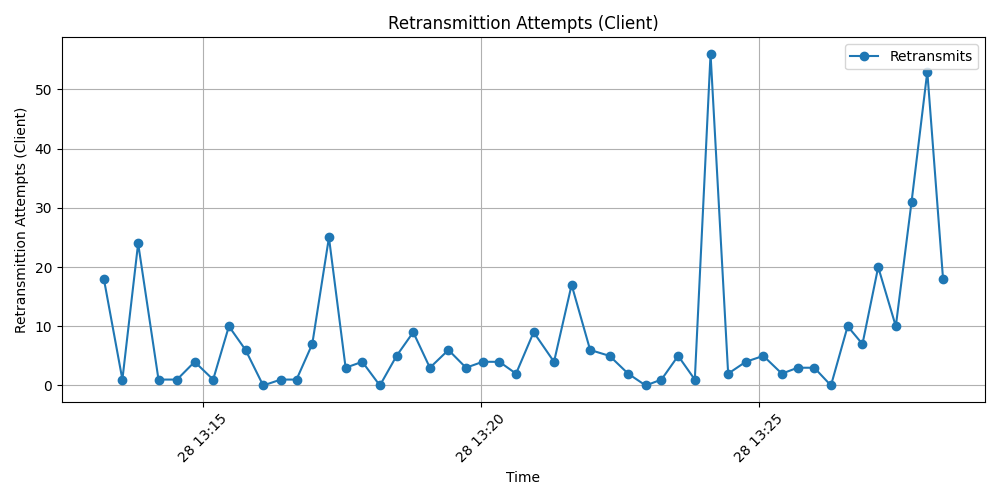 Retransmittion Attempts (Client)
Retransmits
Retransmittion Attempts (Client)
50
40
30
20
10
0
28 13:15
28 13:20
28 13:25
Time